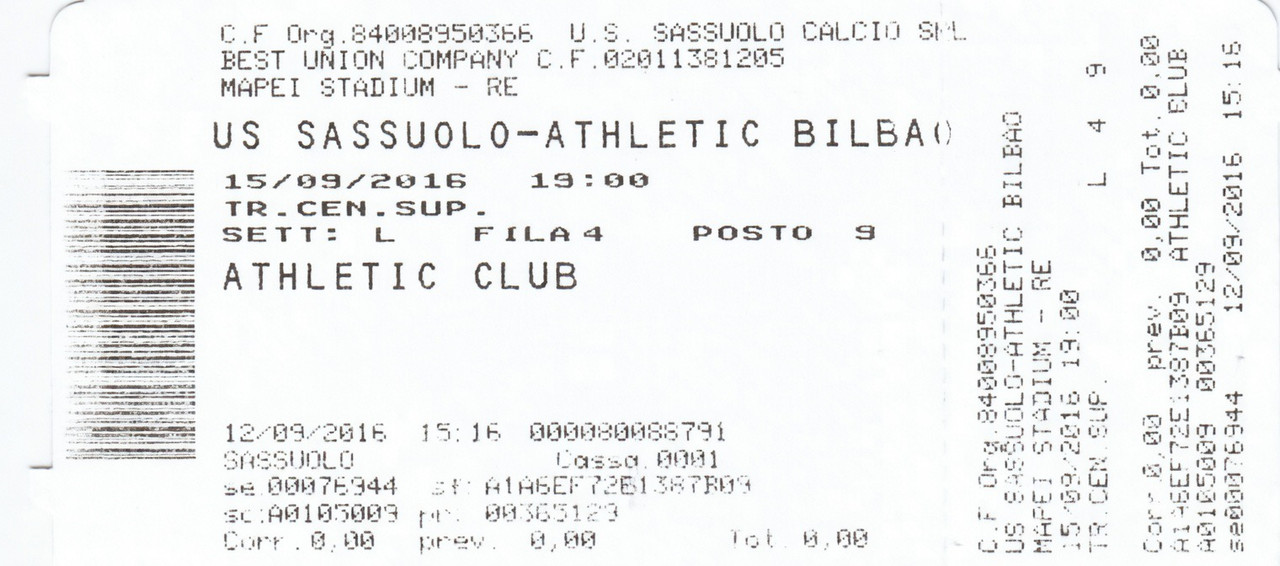 C.F Org.84008950366 U.S. SASSUOLO CALCIO SRL
BEST UNION COMPANY C.F.02011381205
MAPEI STADIUM - RE
US SASSUOLO-ATHLETIC BILBAO
15/09/2016 19:00
TR.CEN.SUP.
SETT: L FILA 4 POSTO 9
ATHLETIC CLUB
12/09/2016 15:16 000080088791
SASSUOLO Cassa 0001
se.00076944 sf: A1A6EF72E1387B09
sc:A0105009 pr. 00365129
Corr.0,00 prev. 0,00 Tot. 0,00
C.F Org.84008950366
US SASSUOLO-ATHLETIC BILBAO
MAPEI STADIUM - RE
15/09/2016 19:00
TR.CEN.SUP. L 4 9
Corr 0,00 prev. 0,00 Tot. 0.00
A1A6EF72E1387B09 ATHLETIC CLUB
A0105009 00365129
se00076944 12/09/2016 15:16